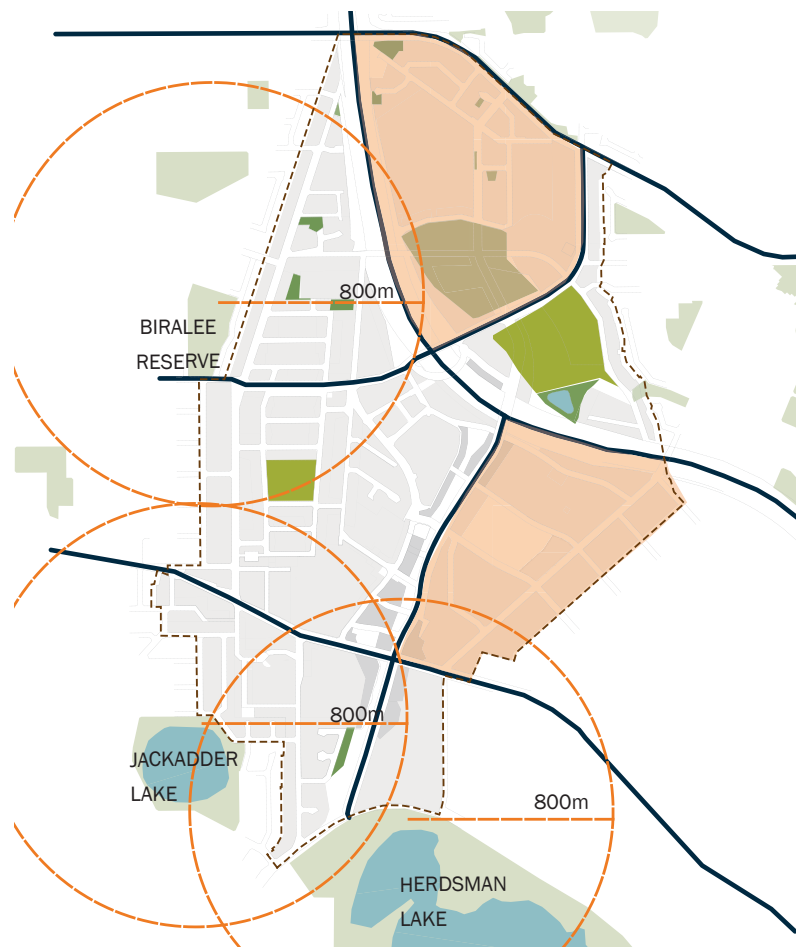 800m
BIRALEE
RESERVE
800m
JACKADDER
LAKE
800m
HERDSMAN
LAKE